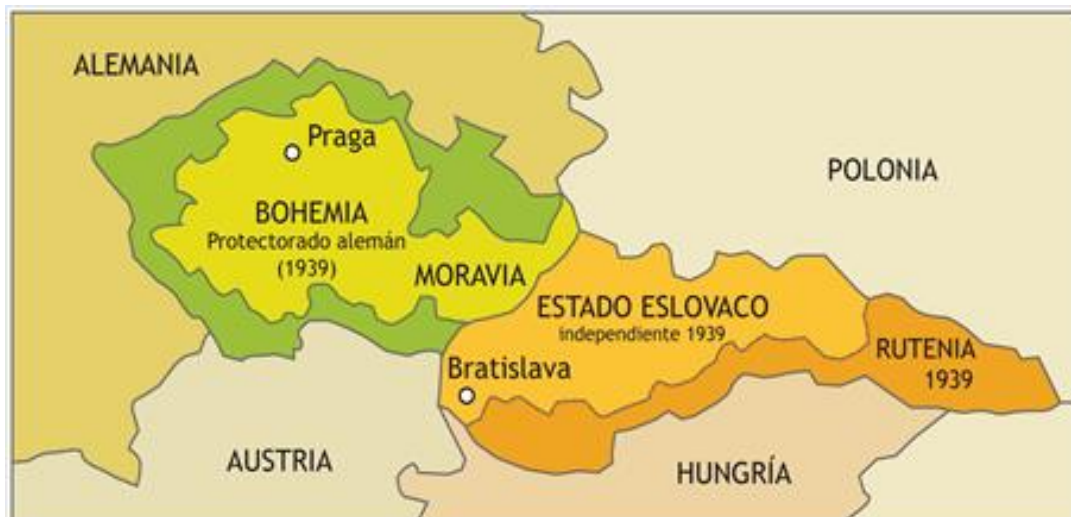 ALEMANIA
Praga
POLONIA
BOHEMIA
Protectorado alemán
(1939)
MORAVIA
ESTADO ESLOVACO
independiente 1939
RUTENIA
1939
Bratislava
AUSTRIA
HUNGRÍA